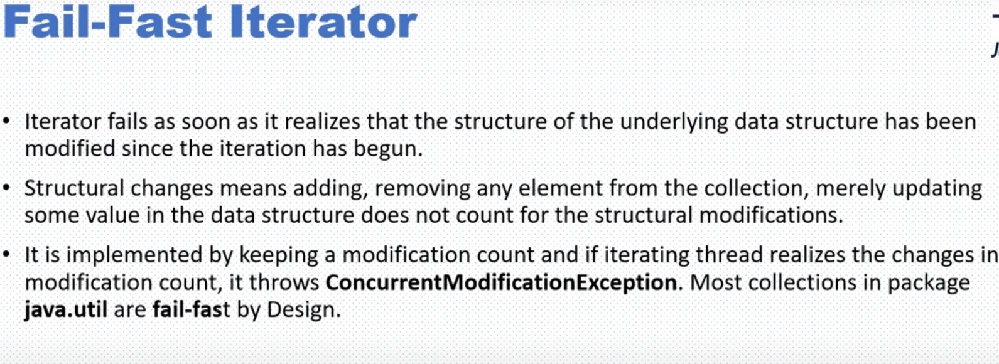 Fail-Fast Iterator
• Iterator fails as soon as it realizes that the structure of the underlying data structure has been
modified since the iteration has begun.
• Structural changes means adding, removing any element from the collection, merely updating
some value in the data structure does not count for the structural modifications.
• It is implemented by keeping a modification count and if iterating thread realizes the changes in
modification count, it throws ConcurrentModificationException. Most collections in package
java.util are fail-fast by Design.